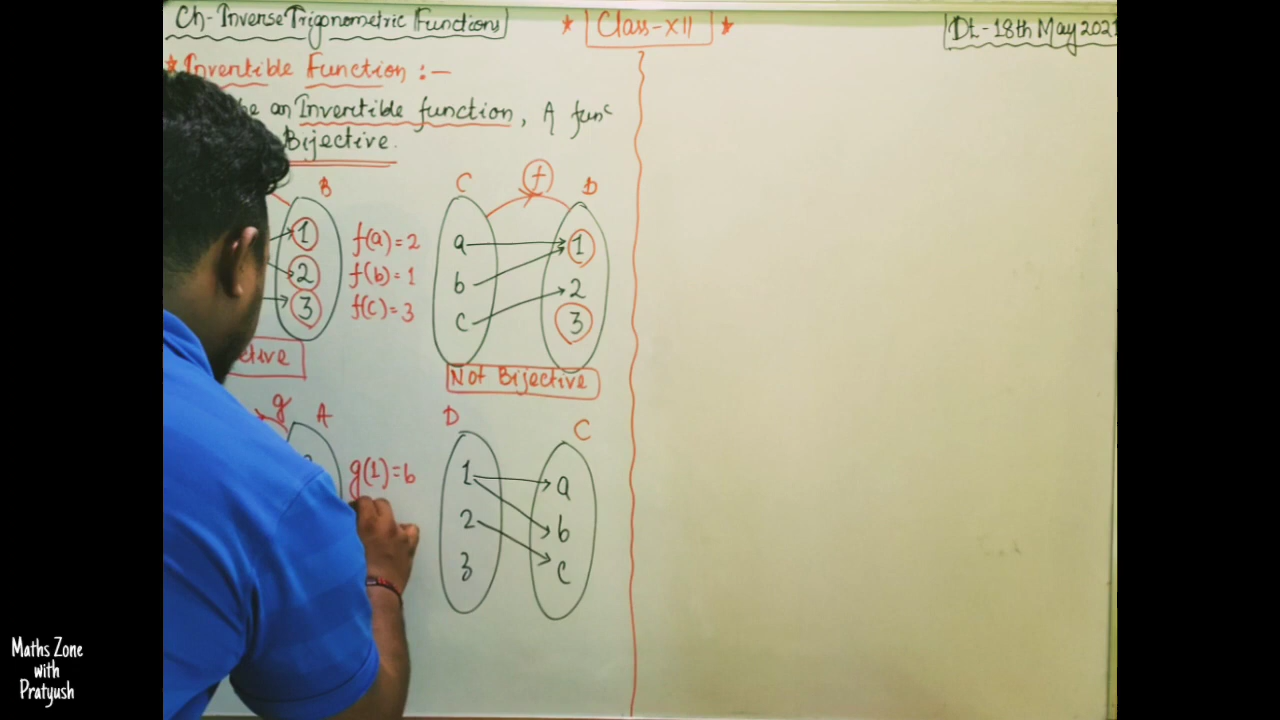 Ch-Inverse Trigonometric Functions
★ Class-XII ★
Dt.-18th May 2021
★Invertible Function :-
be an Invertible function, A funᶜ
Bijective.
B
1
2
3
f(a)=2
f(b)=1
f(c)=3
C
f
D
a
b
c
1
2
3
Not Bijective
g
A
g(1)=b
D
1
2
3
C
a
b
c
Maths Zone
with
Pratyush